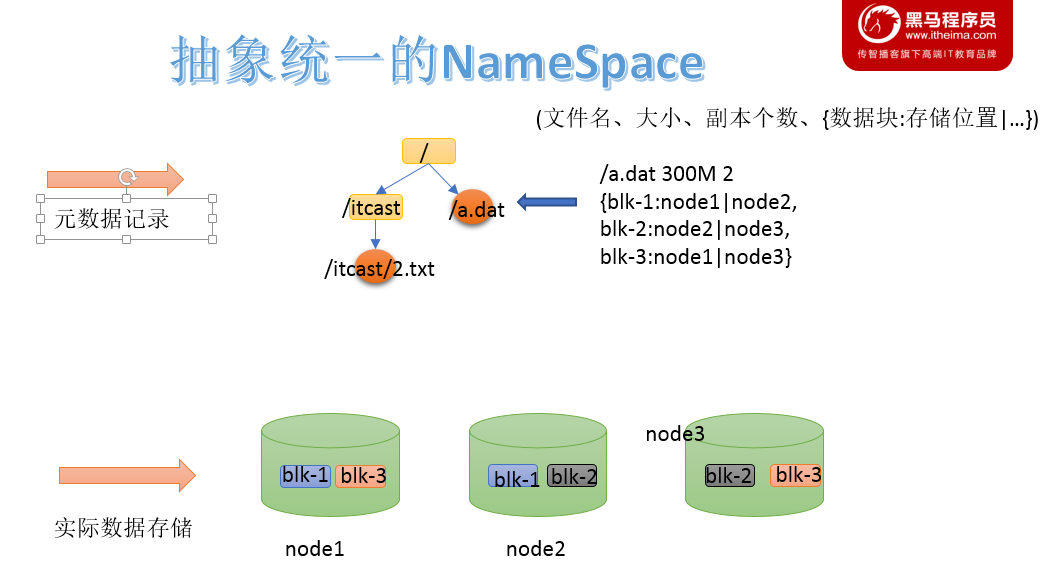 黑马程序员
www.itheima.com
传智播客旗下高端IT教育品牌
抽象统一的NameSpace
(文件名、大小、副本个数、{数据块:存储位置|...})
/
/itcast
/a.dat
/itcast/2.txt
/a.dat 300M 2
{blk-1:node1|node2,
blk-2:node2|node3,
blk-3:node1|node3}
元数据记录
node3
blk-1 blk-3
blk-1 blk-2
blk-2 blk-3
实际数据存储
node1
node2